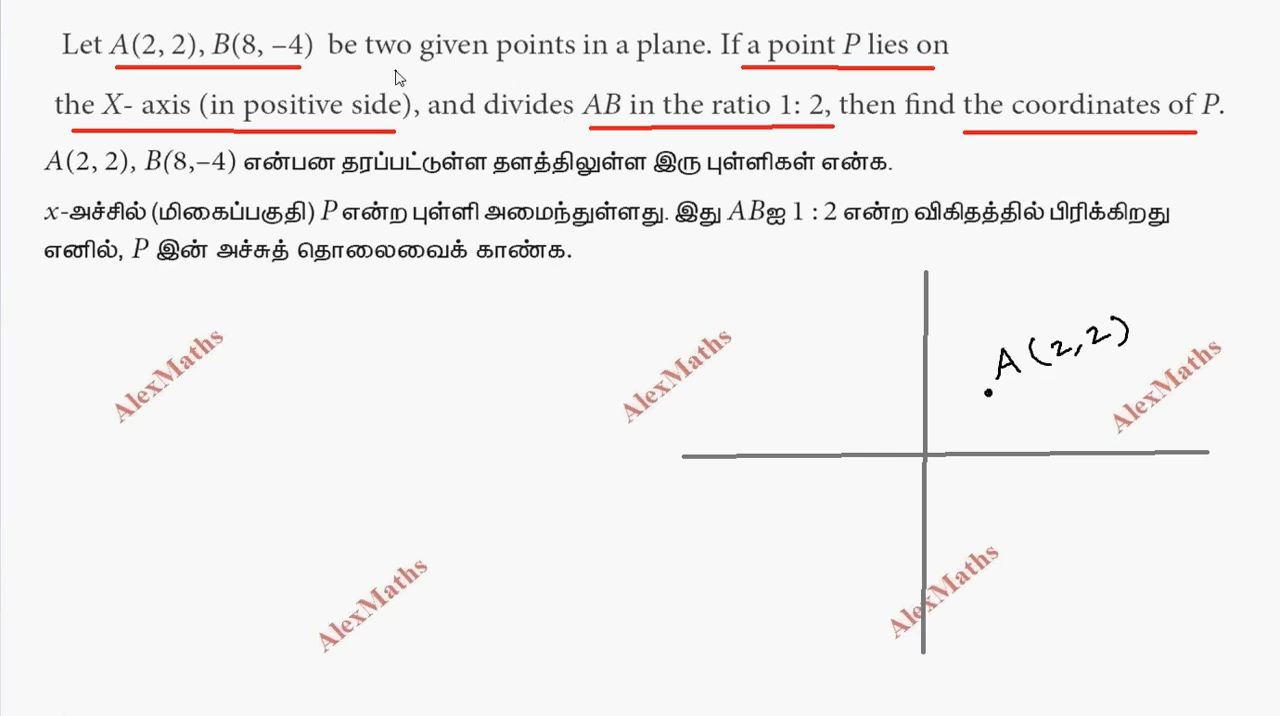 Let A(2, 2), B(8, –4) be two given points in a plane. If a point P lies on
the X- axis (in positive side), and divides AB in the ratio 1: 2, then find the coordinates of P.
A(2, 2), B(8,–4) என்பன தரப்பட்டுள்ள தளத்திலுள்ள இரு புள்ளிகள் என்க.
x-அச்சில் (மிகைப்பகுதி) P என்ற புள்ளி அமைந்துள்ளது. இது ABஐ 1 : 2 என்ற விகிதத்தில் பிரிக்கிறது
எனில், P இன் அச்சுத் தொலைவைக் காண்க.
A(2,2)
AlexMaths
AlexMaths
AlexMaths
AlexMaths
AlexMaths